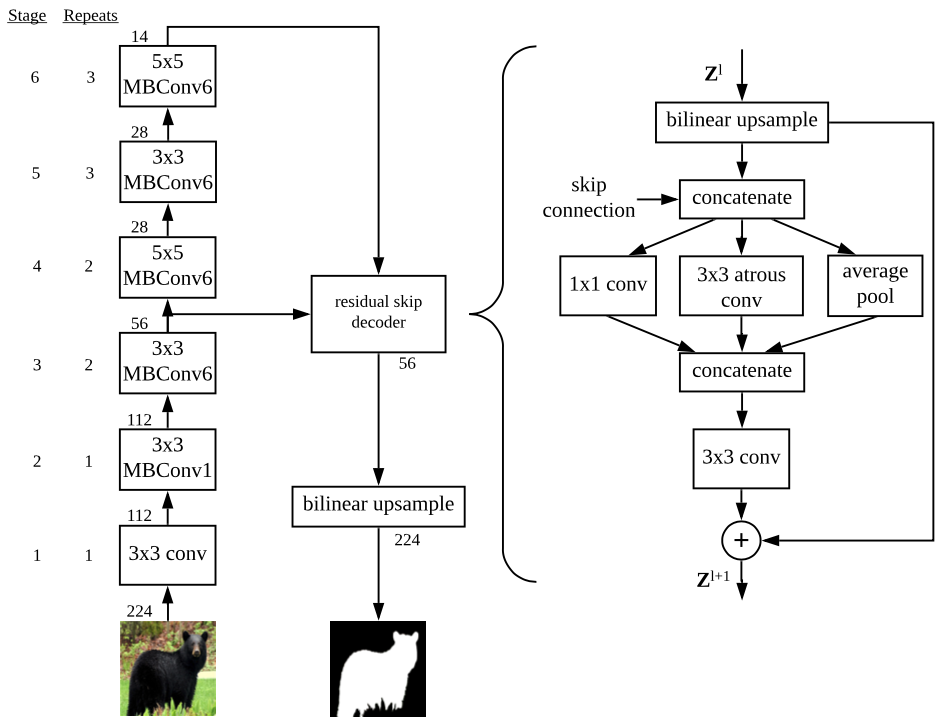 Stage Repeats
14
5x5
MBConv6
6 3
28
3x3
MBConv6
5 3
28
5x5
MBConv6
4 2
56
3x3
MBConv6
3 2
112
3x3
MBConv1
2 1
112
3x3 conv
1 1
224
residual skip
decoder
56
bilinear upsample
224
Zl
bilinear upsample
skip
connection
concatenate
1x1 conv
3x3 atrous
conv
average
pool
concatenate
3x3 conv
+
Zl+1